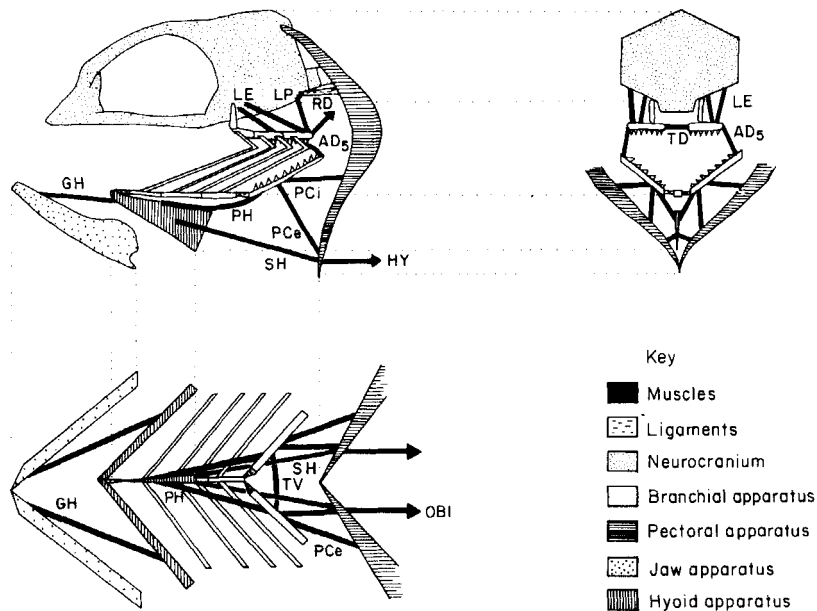 LE LP
RD
AD5
GH
PH
PCi
PCe
SH
HY
LE
TD
AD5
GH
PH
SH
TV
OBI
PCe
Key
Muscles
Ligaments
Neurocranium
Branchial apparatus
Pectoral apparatus
Jaw apparatus
Hyoid apparatus